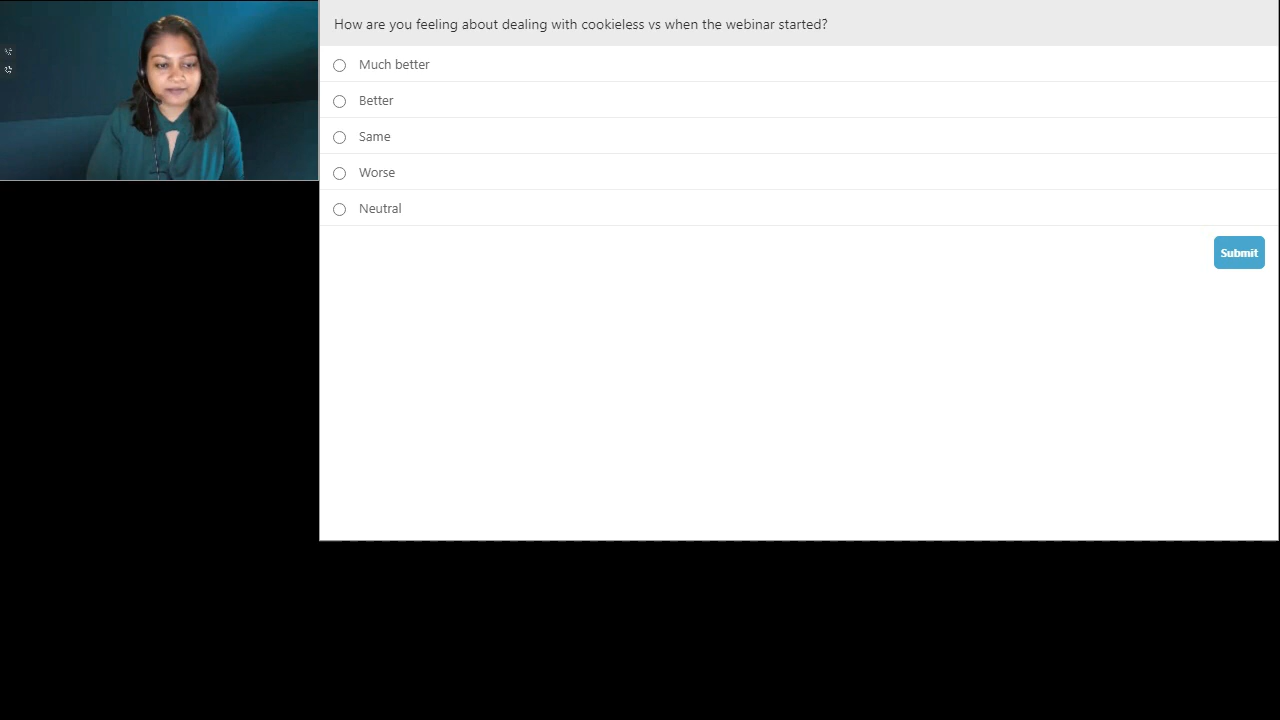 How are you feeling about dealing with cookieless vs when the webinar started?
Much better
Better
Same
Worse
Neutral
Submit